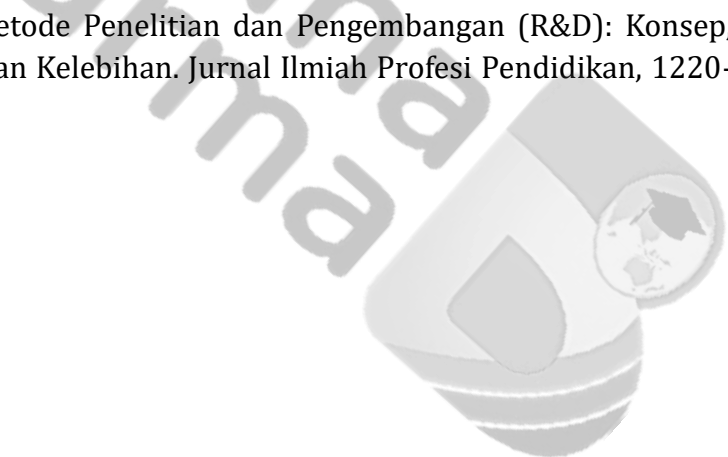 etode Penelitian dan Pengembangan (R&D): Konsep,
an Kelebihan. Jurnal Ilmiah Profesi Pendidikan, 1220-